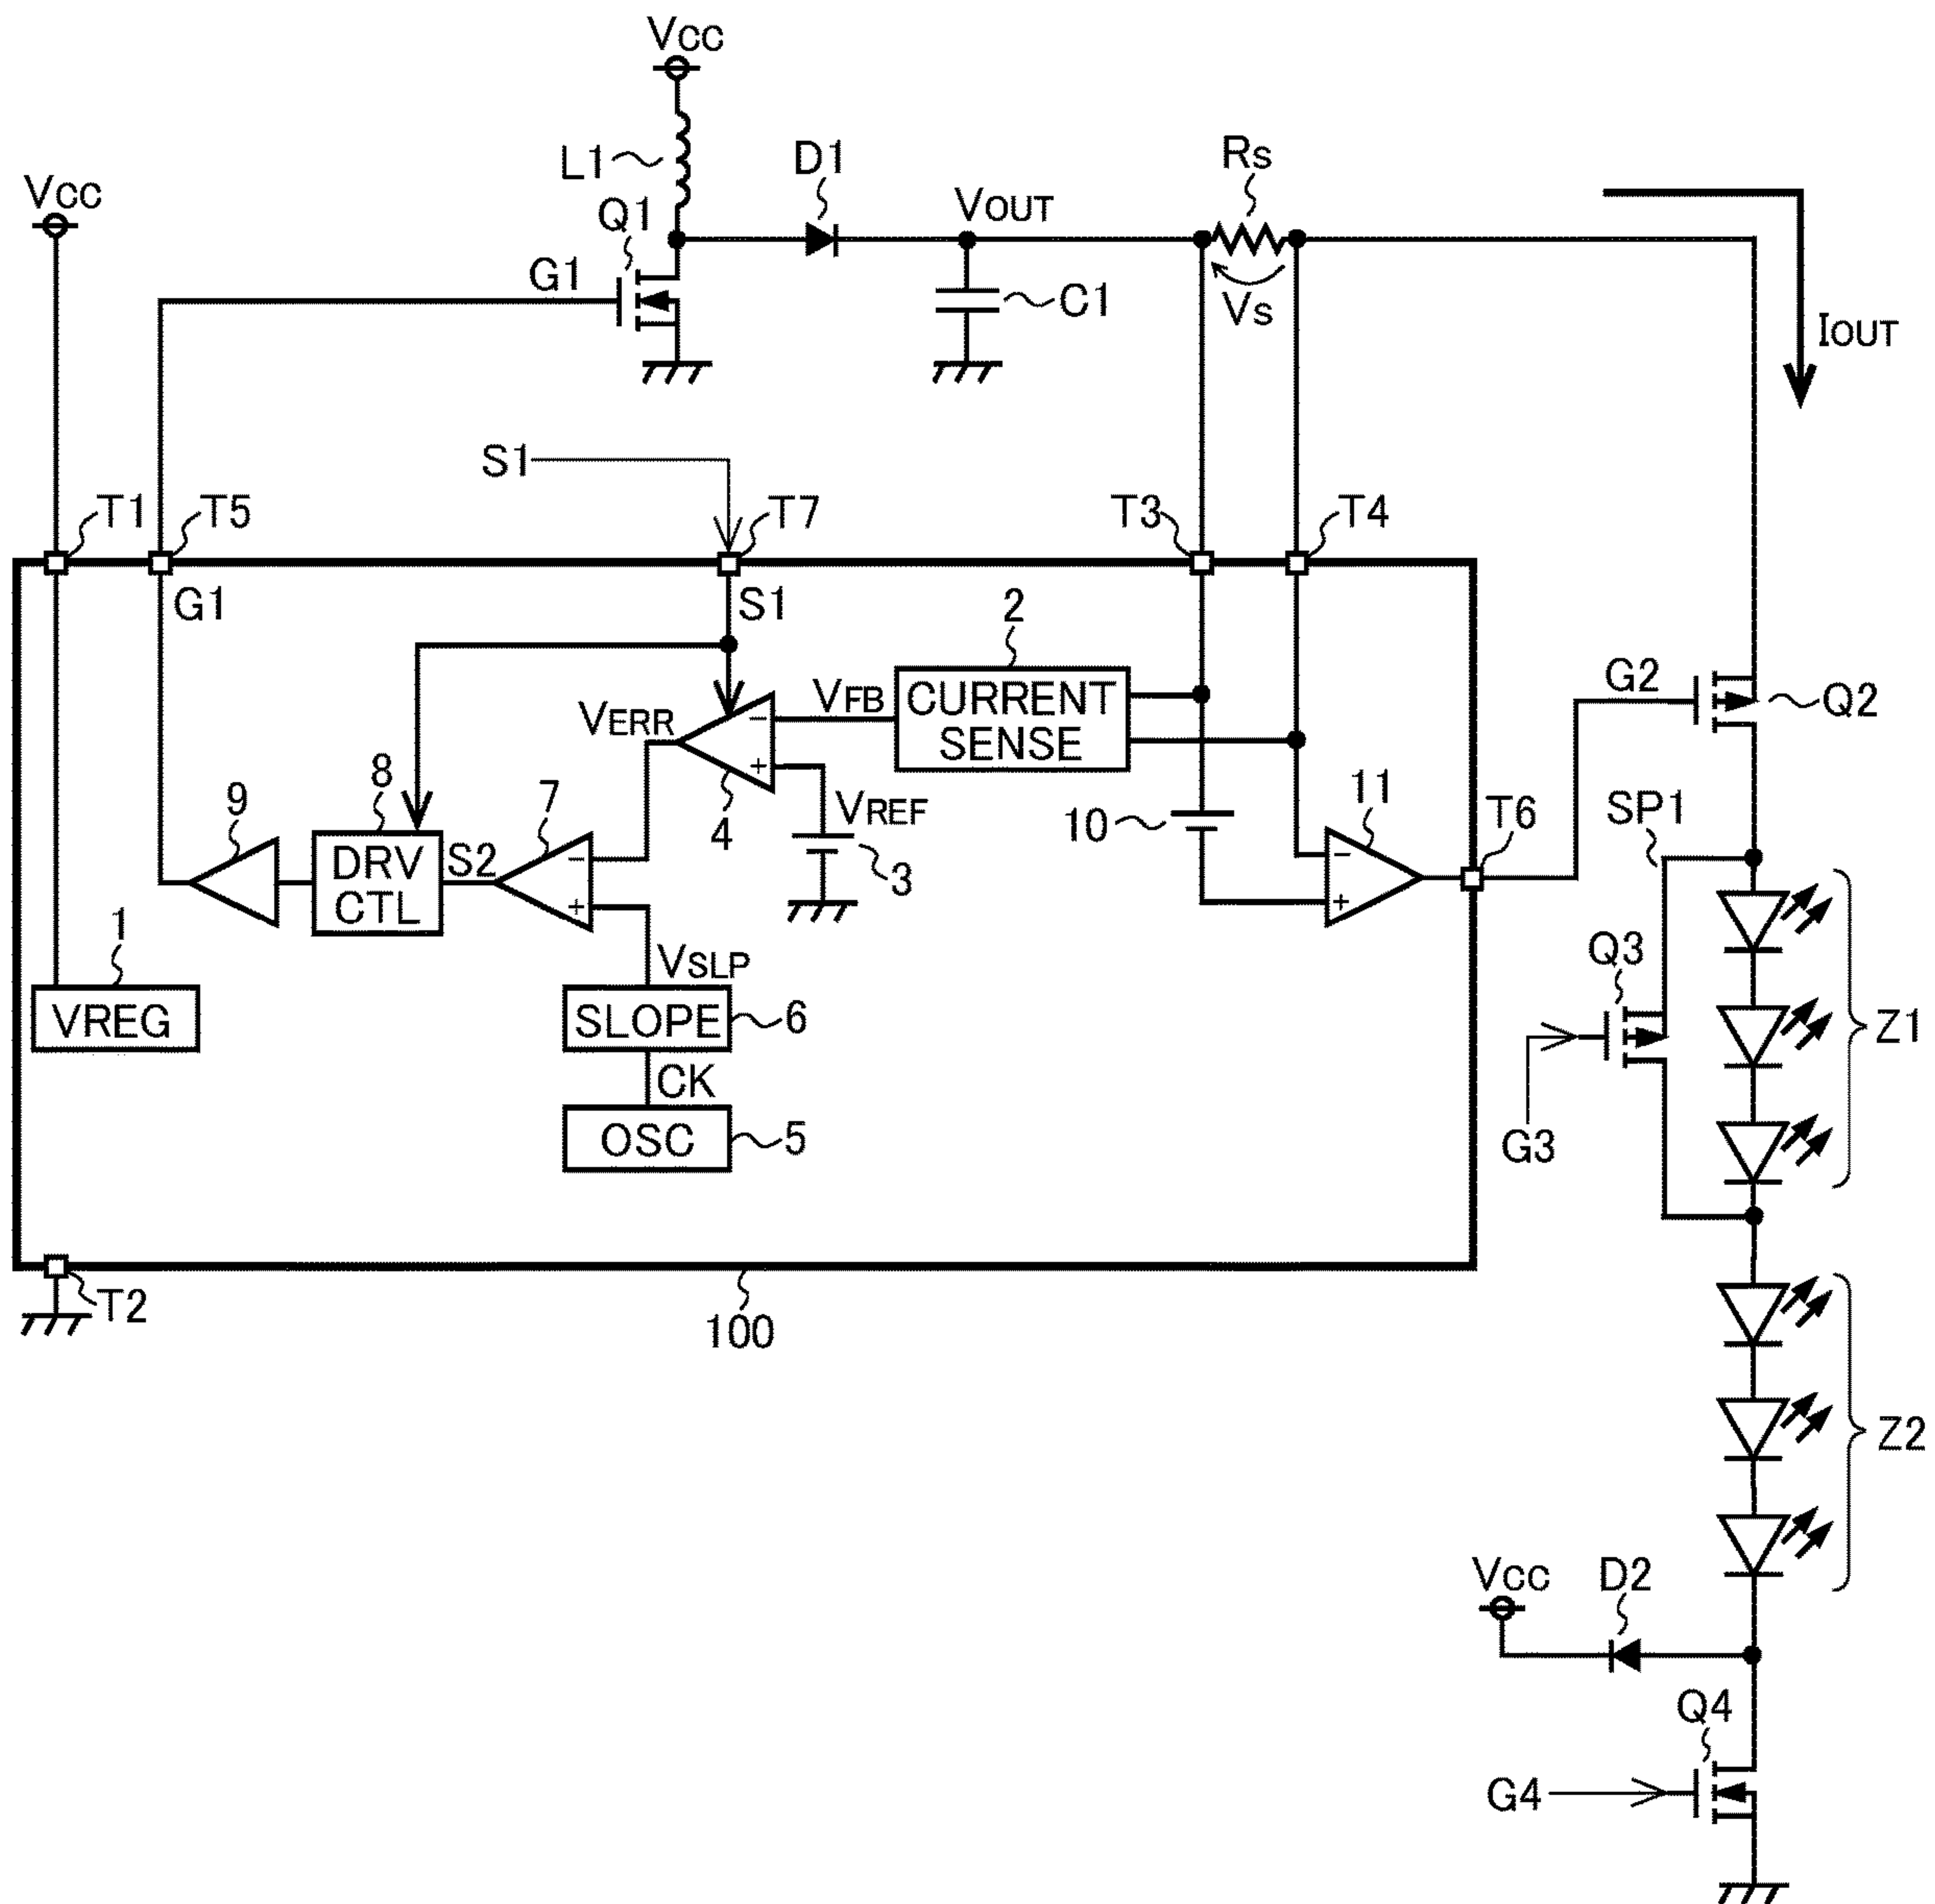 VCC
L1
D1
RS
VCC
Q1
VOUT
G1
C1
VS
IOUT
S1
T1
T5
T7
T3
T4
G1
S1
2
VFB
CURRENT
SENSE
G2
Q2
VERR
-
+
4
8
7
9
10
11
T6
SP1
VREF
3
DRV
CTL
S2
-
+
-
+
1
VREG
VSLP
SLOPE
6
CK
OSC
5
Q3
Z1
G3
T2
100
Z2
VCC
D2
Q4
G4